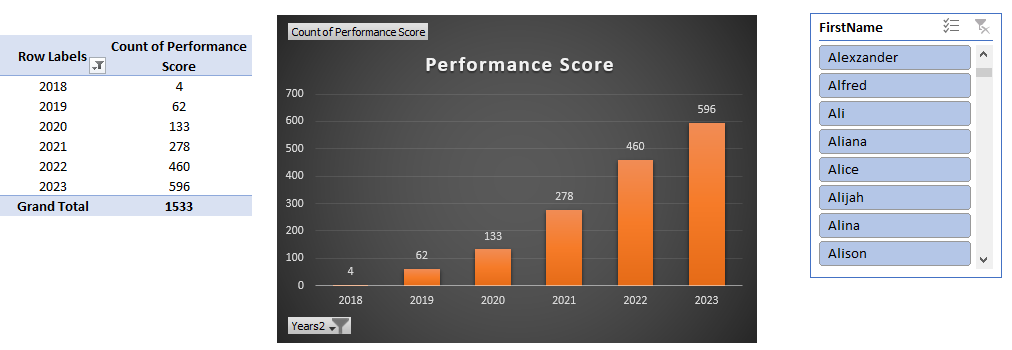 Row Labels Count of Performance Score
2018 4
2019 62
2020 133
2021 278
2022 460
2023 596
Grand Total 1533
Count of Performance Score
Performance Score
700
600
500
400
300
200
100
0
4
62
133
278
460
596
2018 2019 2020 2021 2022 2023
Years2
FirstName
Alexzander
Alfred
Ali
Aliana
Alice
Alijah
Alina
Alison